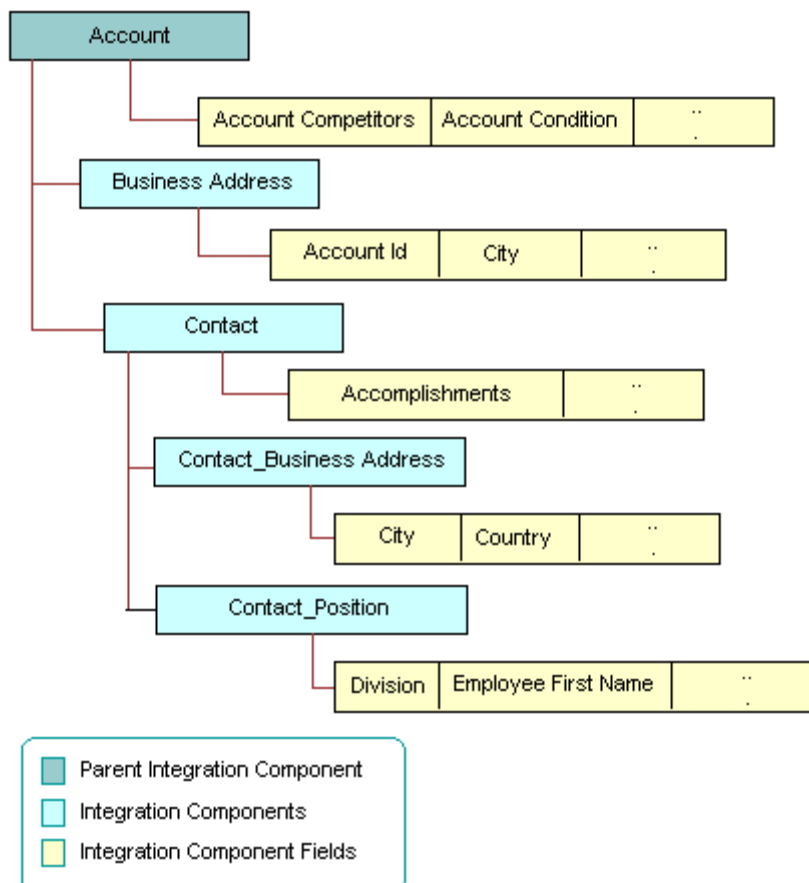 Account
Account Competitors Account Condition ..
.
Business Address
Account Id City ..
.
Contact
Accomplishments ..
.
Contact_Business Address
City Country ..
.
Contact_Position
Division Employee First Name ..
.
Parent Integration Component
Integration Components
Integration Component Fields